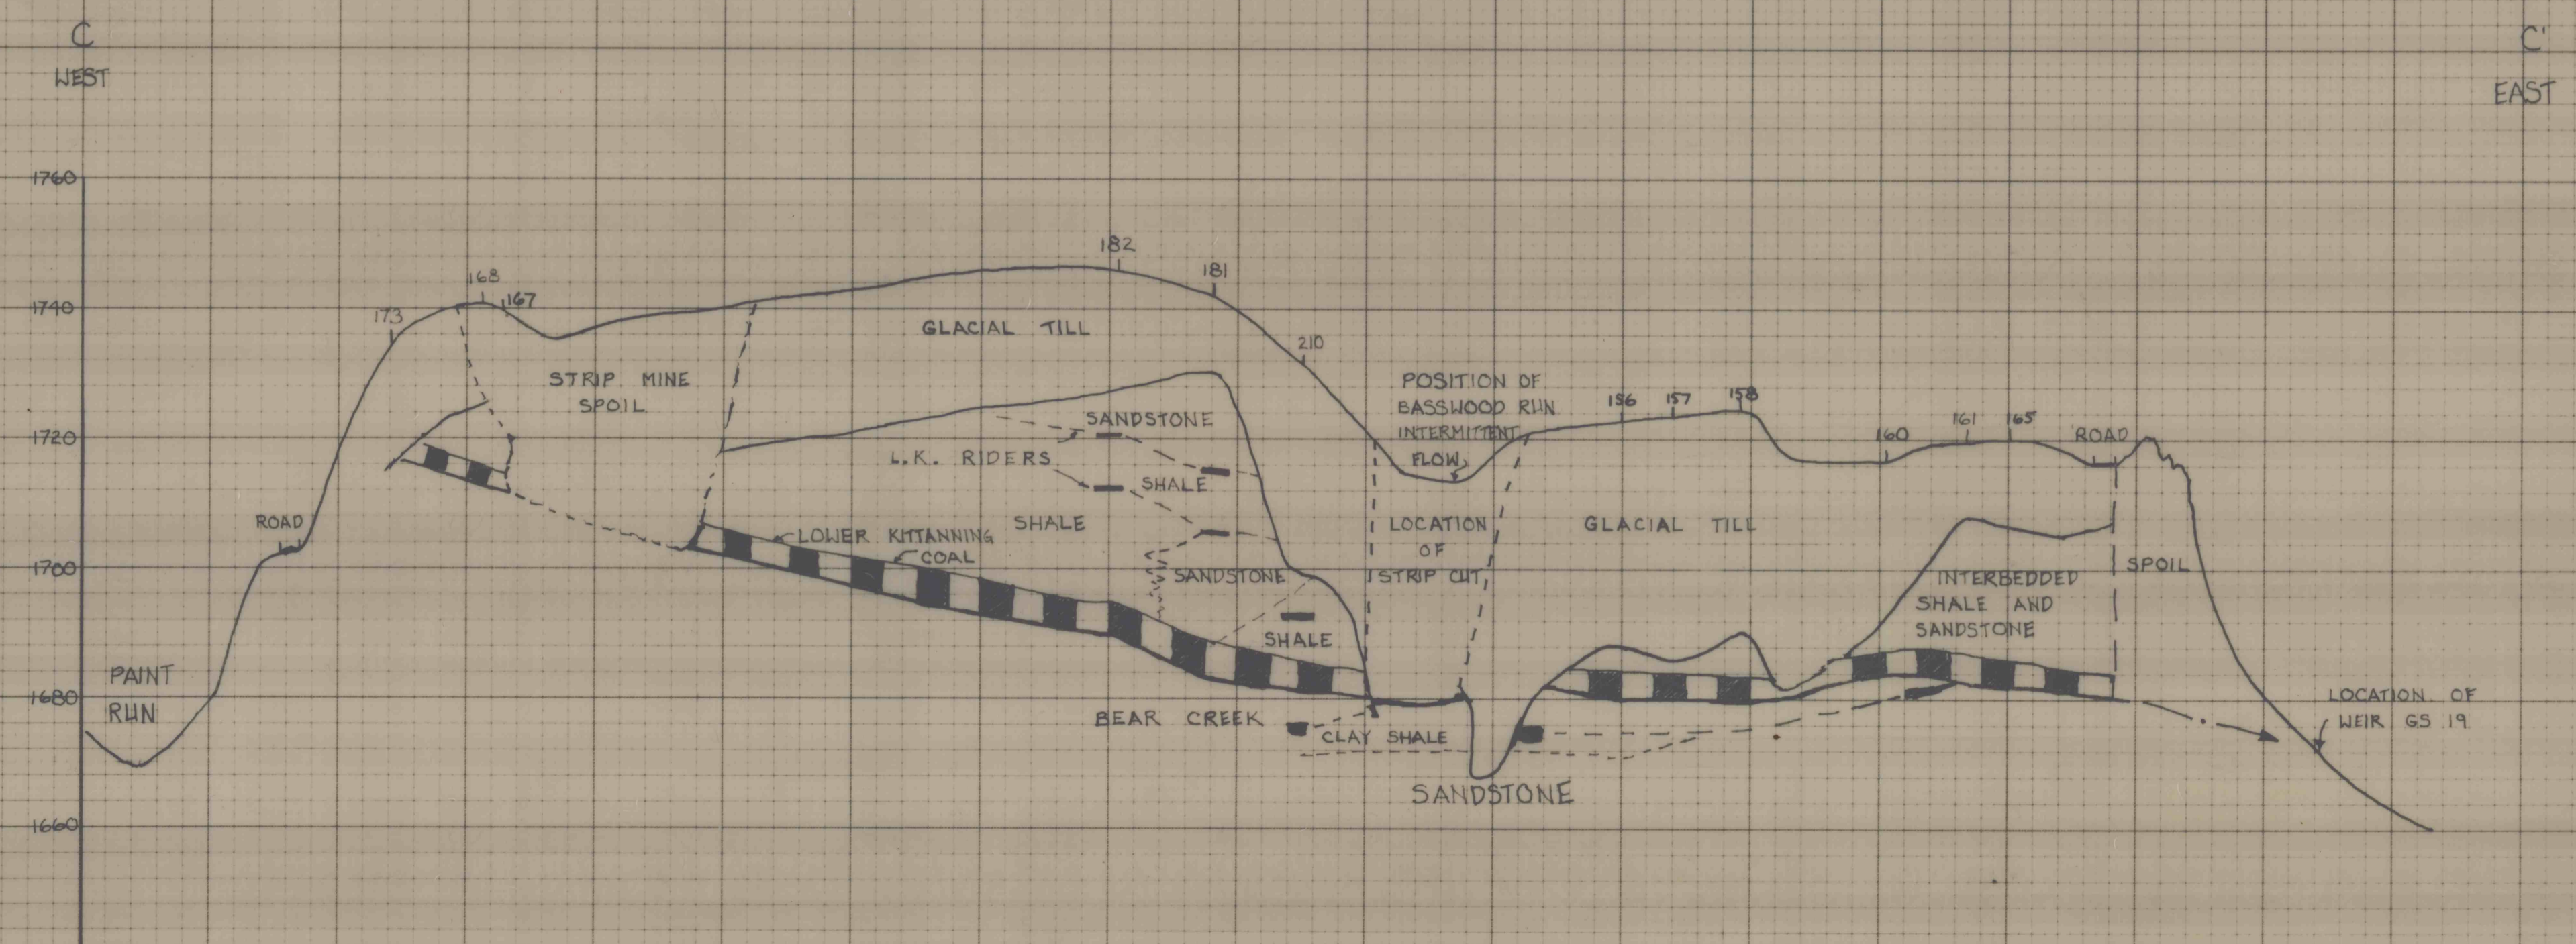 C
WEST
C'
EAST
1760
1740
1720
1700
1680
1660
173
168
167
182
181
210
156
157
158
160
161
165
ROAD
ROAD
PAINT
RUN
STRIP MINE
SPOIL
GLACIAL TILL
SANDSTONE
L.K. RIDERS
SHALE
SHALE
LOWER KITTANNING
COAL
SANDSTONE
SHALE
BEAR CREEK
CLAY SHALE
SANDSTONE
POSITION OF
BASSWOOD RUN
INTERMITTENT
FLOW
LOCATION
OF
STRIP CUT
GLACIAL TILL
INTERBEDDED
SHALE AND
SANDSTONE
SPOIL
LOCATION OF
WEIR GS 19